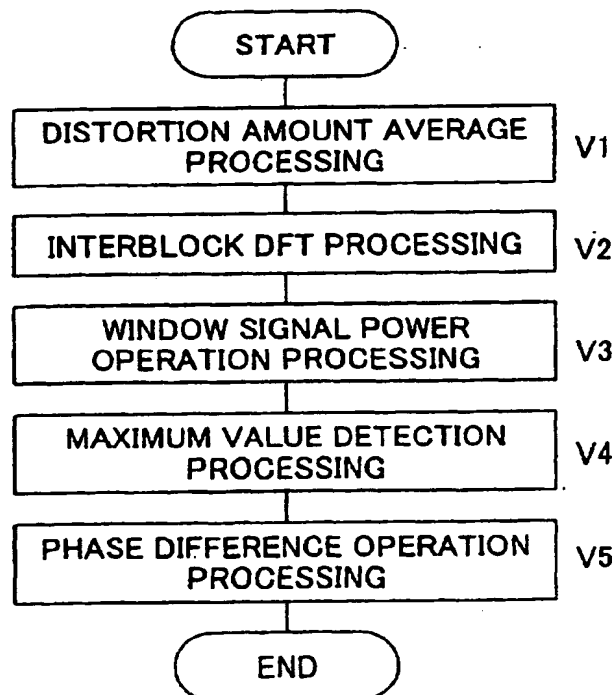 START
DISTORTION AMOUNT AVERAGE
PROCESSING
V1
INTERBLOCK DFT PROCESSING
V2
WINDOW SIGNAL POWER
OPERATION PROCESSING
V3
MAXIMUM VALUE DETECTION
PROCESSING
V4
PHASE DIFFERENCE OPERATION
PROCESSING
V5
END